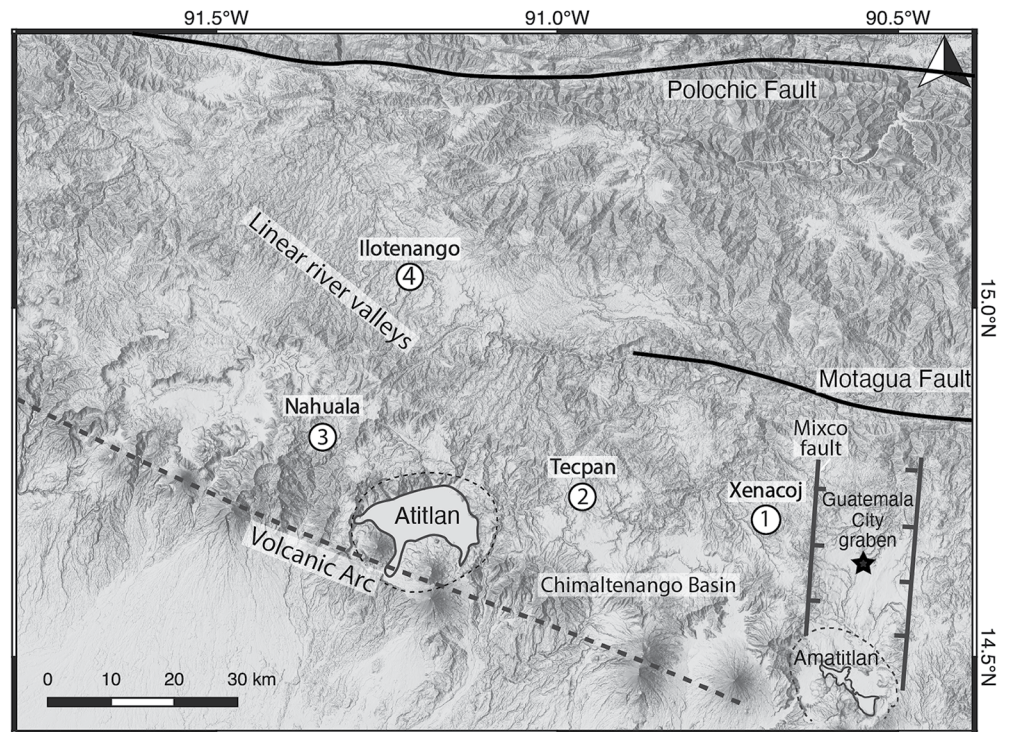 91.5°W
91.0°W
90.5°W
Polochic Fault
Linear river valleys
Ilotenango
4
15.0°N
Motagua Fault
Nahuala
3
Mixco
fault
Tecpan
2
Xenacoj
1
Guatemala
City
graben
Atitlan
Volcanic Arc
Chimaltenango Basin
14.5°N
Amatitlan
0
10
20
30 km